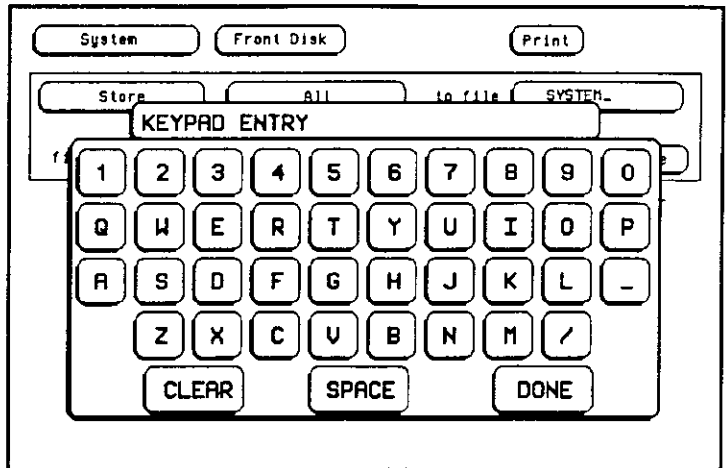 System Front Disk Print
Store All to file SYSTEM_
KEYPAD ENTRY
1 2 3 4 5 6 7 8 9 0
Q W E R T Y U I O P
A S D F G H J K L _
Z X C V B N M /
CLEAR SPACE DONE